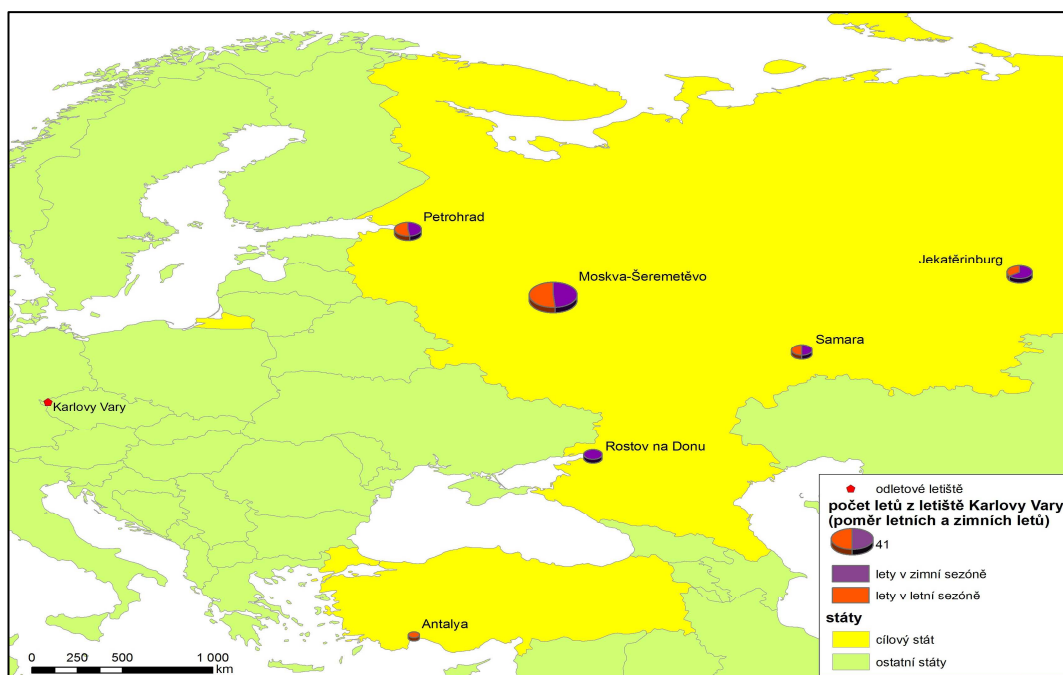 Petrohrad
Jekatěrinburg
Moskva-Šeremetěvo
Samara
Karlovy Vary
Rostov na Donu
Antalya
odletové letiště
počet letů z letiště Karlovy Vary
(poměr letních a zimních letů)
41
lety v zimní sezóně
lety v letní sezóně
státy
cílový stát
ostatní státy
0 250 500 1 000
km